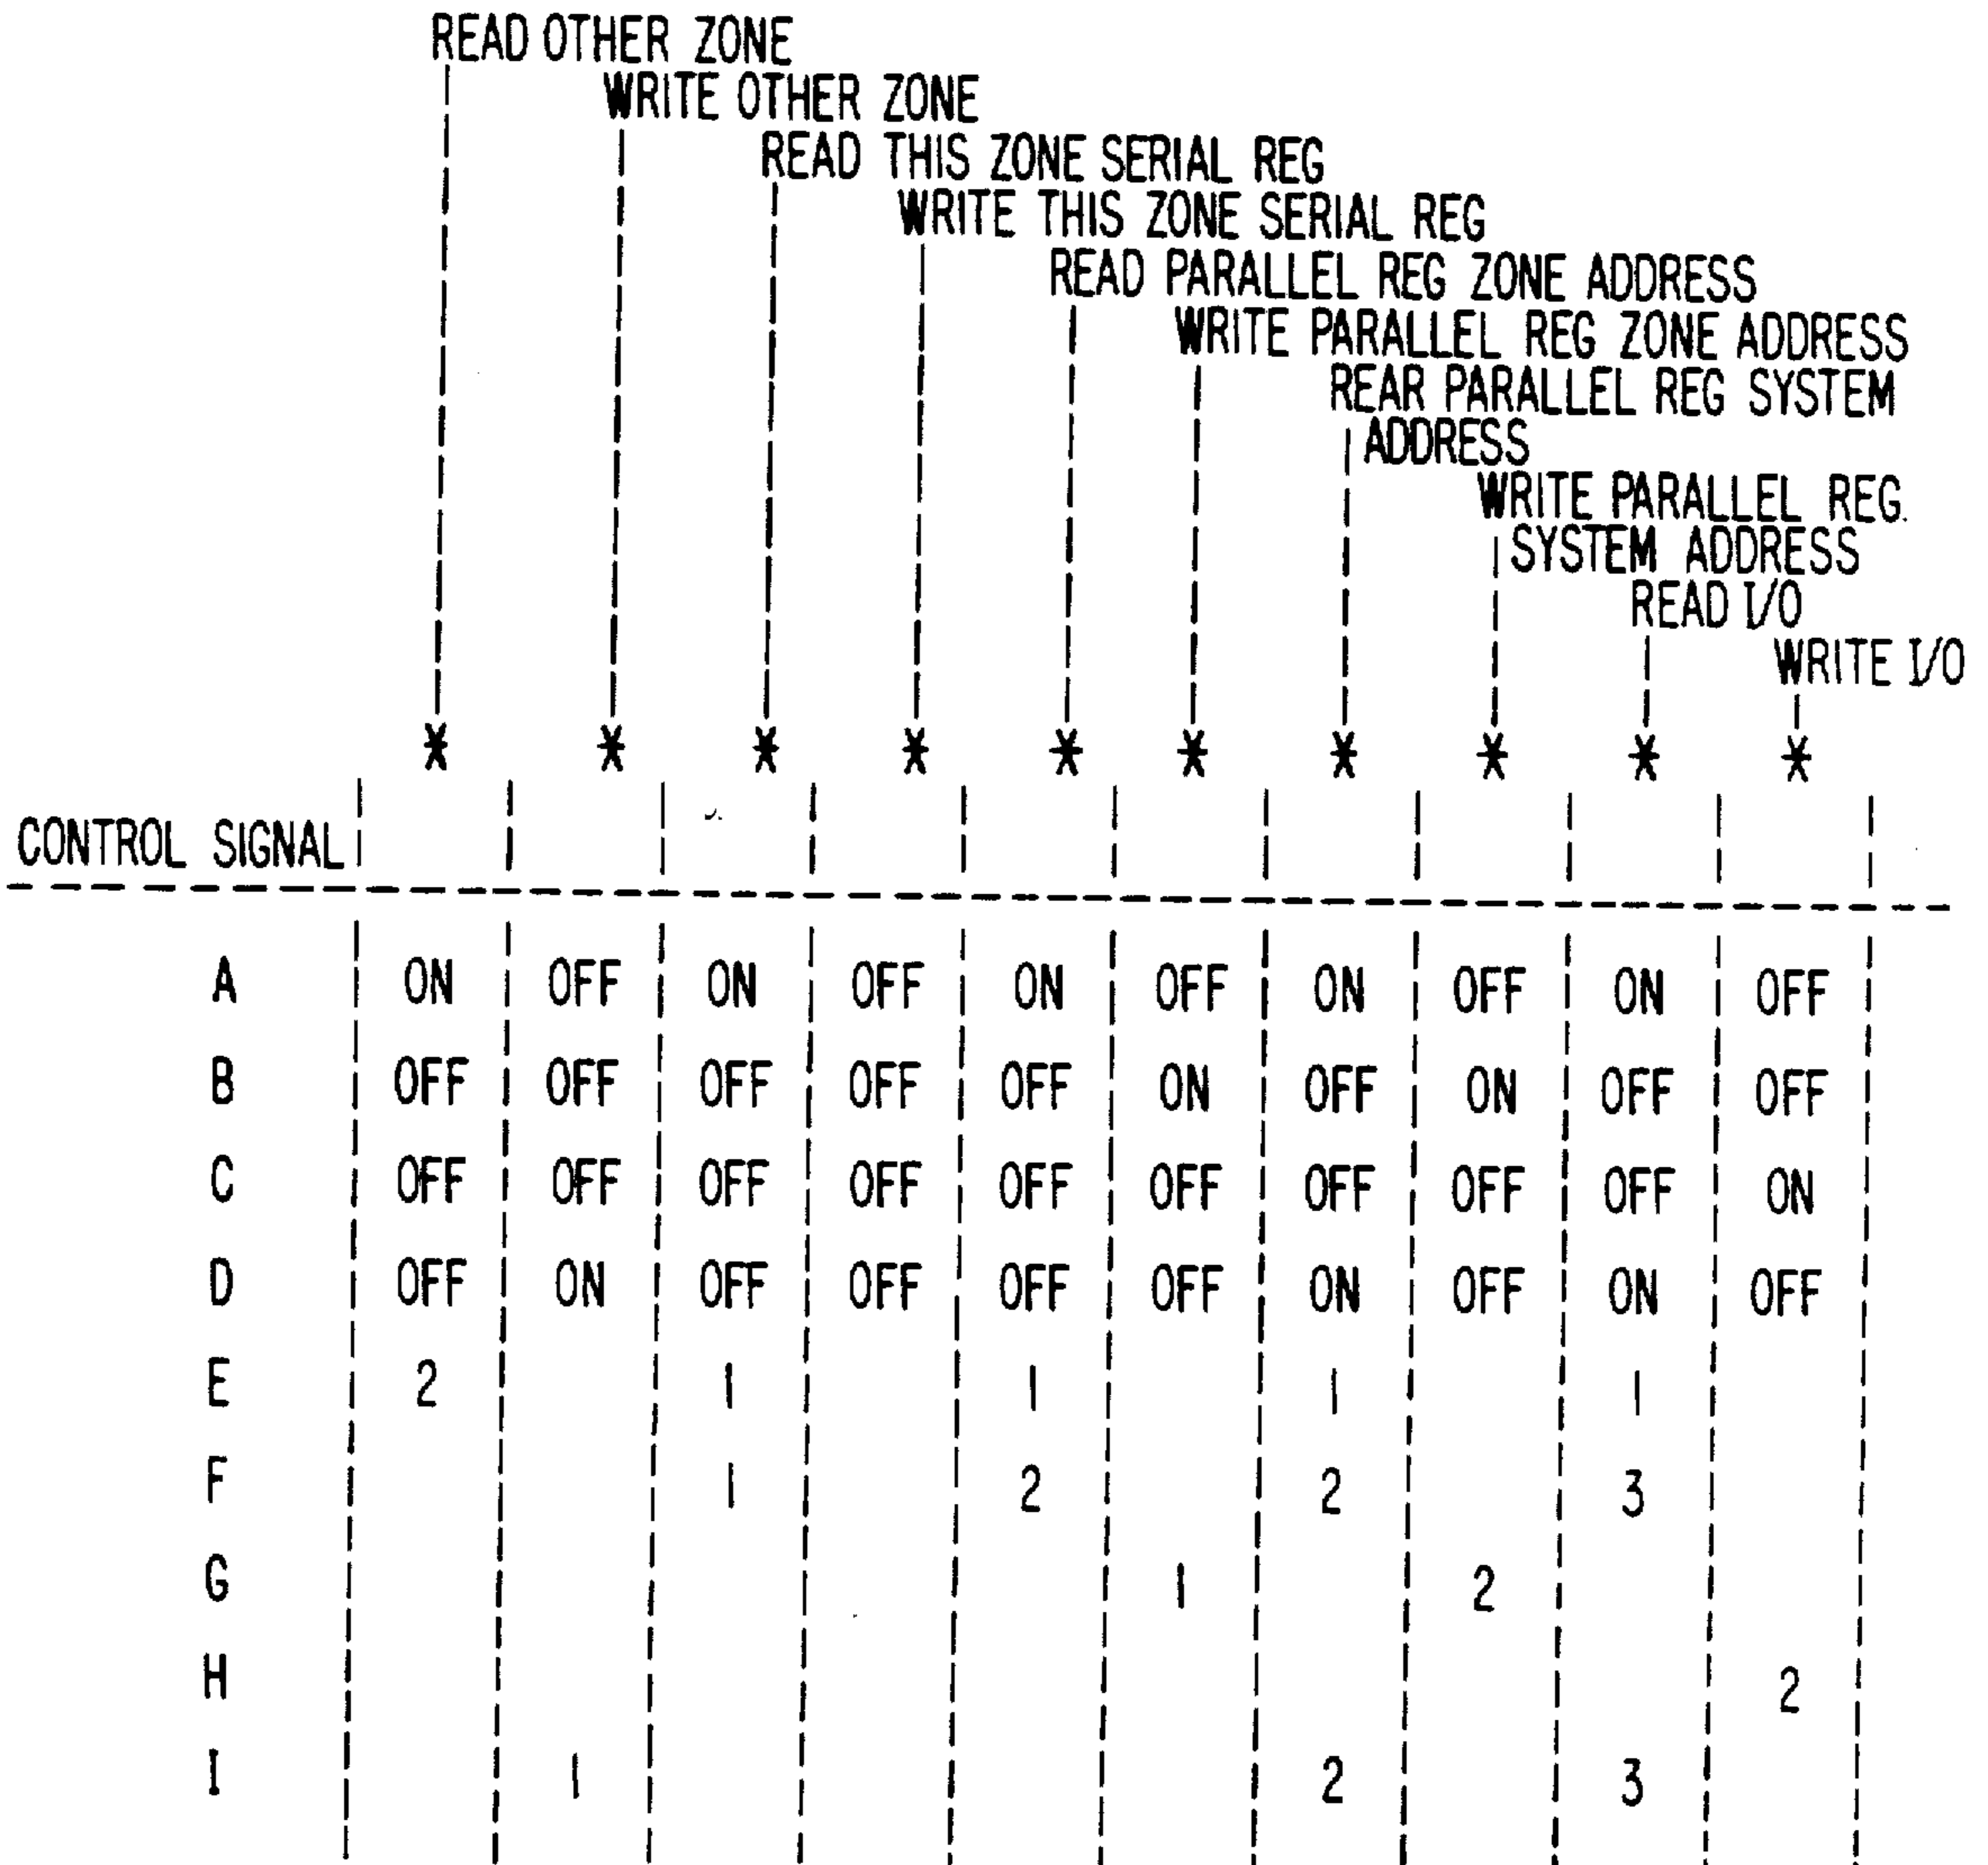 READ OTHER ZONE
WRITE OTHER ZONE
READ THIS ZONE SERIAL REG
WRITE THIS ZONE SERIAL REG
READ PARALLEL REG ZONE ADDRESS
WRITE PARALLEL REG ZONE ADDRESS
REAR PARALLEL REG SYSTEM
ADDRESS
WRITE PARALLEL REG.
SYSTEM ADDRESS
READ I/O
WRITE I/O
* * * * * * * * * *
CONTROL SIGNAL
A ON OFF ON OFF ON OFF ON OFF ON OFF
B OFF OFF OFF OFF OFF ON OFF ON OFF OFF
C OFF OFF OFF OFF OFF OFF OFF OFF OFF ON
D OFF ON OFF OFF OFF OFF ON OFF ON OFF
E 2 1 1 1 1
F 1 2 2 3
G 1 2
H 2
I 1 2 3